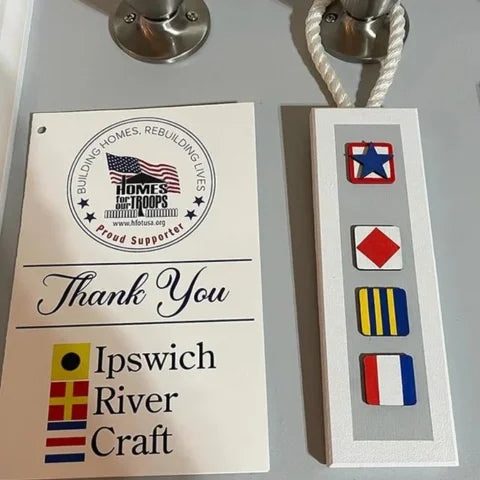 BUILDING HOMES, REBUILDING LIVES
HOMES
for
our TROOPS
www.hfotusa.org
Proud Supporter
Thank You
Ipswich
River
Craft